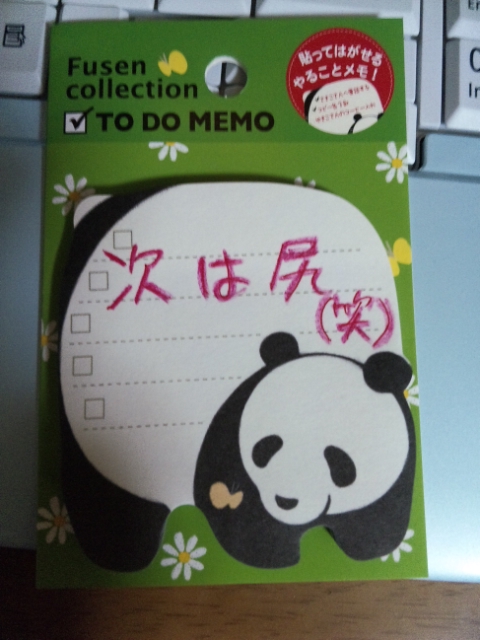 Fusen
collection
TO DO MEMO
貼ってはがせる
やることメモ!
次は尻
(笑)